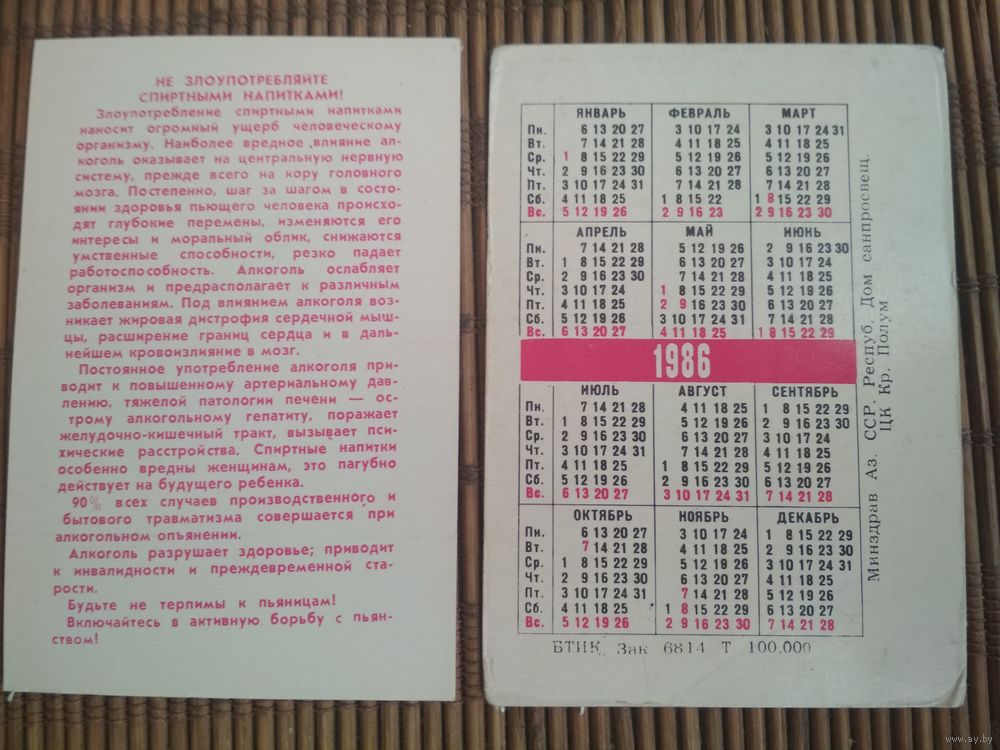 НЕ ЗЛОУПОТРЕБЛЯЙТЕ
СПИРТНЫМИ НАПИТКАМИ!
Злоупотребление спиртными напитками
наносит огромный ущерб человеческому
организму. Наиболее вредное влияние ал-
коголь оказывает на центральную нервную
систему, прежде всего на кору головного
мозга. Постепенно, шаг за шагом в состо-
янии здоровья пьющего человека происхо-
дят глубокие перемены, изменяются его
интересы и моральный облик, снижаются
умственные способности, резко падает
работоспособность. Алкоголь ослабляет
организм и предрасполагает к различным
заболеваниям. Под влиянием алкоголя воз-
никает жировая дистрофия сердечной мыш-
цы, расширение границ сердца и в даль-
нейшем кровоизлияние в мозг.
Постоянное употребление алкоголя при-
водит к повышенному артериальному дав-
лению, тяжелой патологии печени — ос-
трому алкогольному гепатиту, поражает
желудочно-кишечный тракт, вызывает пси-
хические расстройства. Спиртные напитки
особенно вредны женщинам, это пагубно
действует на будущего ребенка.
90% всех случаев производственного и
бытового травматизма совершается при
алкогольном опъянении.
Алкоголь разрушает здоровье; приводит
к инвалидности и преждевременной ста-
рости.
Будьте не терпимы к пьяницам!
Включайтесь в активную борьбу с пьян-
ством!
ЯНВАРЬ ФЕВРАЛЬ МАРТ
Пн. 6 13 20 27 3 10 17 24 3 10 17 24 31
Вт. 7 14 21 28 4 11 18 25 4 11 18 25
Ср. 1 8 15 22 29 5 12 19 26 5 12 19 26
Чт. 2 9 16 23 30 6 13 20 27 6 13 20 27
Пт. 3 10 17 24 31 7 14 21 28 7 14 21 28
Сб. 4 11 18 25 1 8 15 22 1 8 15 22 29
Вс. 5 12 19 26 2 9 16 23 2 9 16 23 30
АПРЕЛЬ МАЙ ИЮНЬ
Пн. 7 14 21 28 5 12 19 26 2 9 16 23 30
Вт. 1 8 15 22 29 6 13 20 27 3 10 17 24
Ср. 2 9 16 23 30 7 14 21 28 4 11 18 25
Чт. 3 10 17 24 1 8 15 22 29 5 12 19 26
Пт. 4 11 18 25 2 9 16 23 30 6 13 20 27
Сб. 5 12 19 26 3 10 17 24 31 7 14 21 28
Вс. 6 13 20 27 4 11 18 25 1 8 15 22 29
1986
ИЮЛЬ АВГУСТ СЕНТЯБРЬ
Пн. 7 14 21 28 4 11 18 25 1 8 15 22 29
Вт. 1 8 15 22 29 5 12 19 26 2 9 16 23 30
Ср. 2 9 16 23 30 6 13 20 27 3 10 17 24
Чт. 3 10 17 24 31 7 14 21 28 4 11 18 25
Пт. 4 11 18 25 1 8 15 22 29 5 12 19 26
Сб. 5 12 19 26 2 9 16 23 30 6 13 20 27
Вс. 6 13 20 27 3 10 17 24 31 7 14 21 28
ОКТЯБРЬ НОЯБРЬ ДЕКАБРЬ
Пн. 6 13 20 27 3 10 17 24 1 8 15 22 29
Вт. 7 14 21 28 4 11 18 25 2 9 16 23 30
Ср. 1 8 15 22 29 5 12 19 26 3 10 17 24 31
Чт. 2 9 16 23 30 6 13 20 27 4 11 18 25
Пт. 3 10 17 24 31 7 14 21 28 5 12 19 26
Сб. 4 11 18 25 1 8 15 22 29 6 13 20 27
Вс. 5 12 19 26 2 9 16 23 30 7 14 21 28
БТИК Зак 6814 Т 100.000
Минздрав Аз. ССР. Респуб. Дом санпросвещ.
ЦК Кр. Полум
www.ay.by